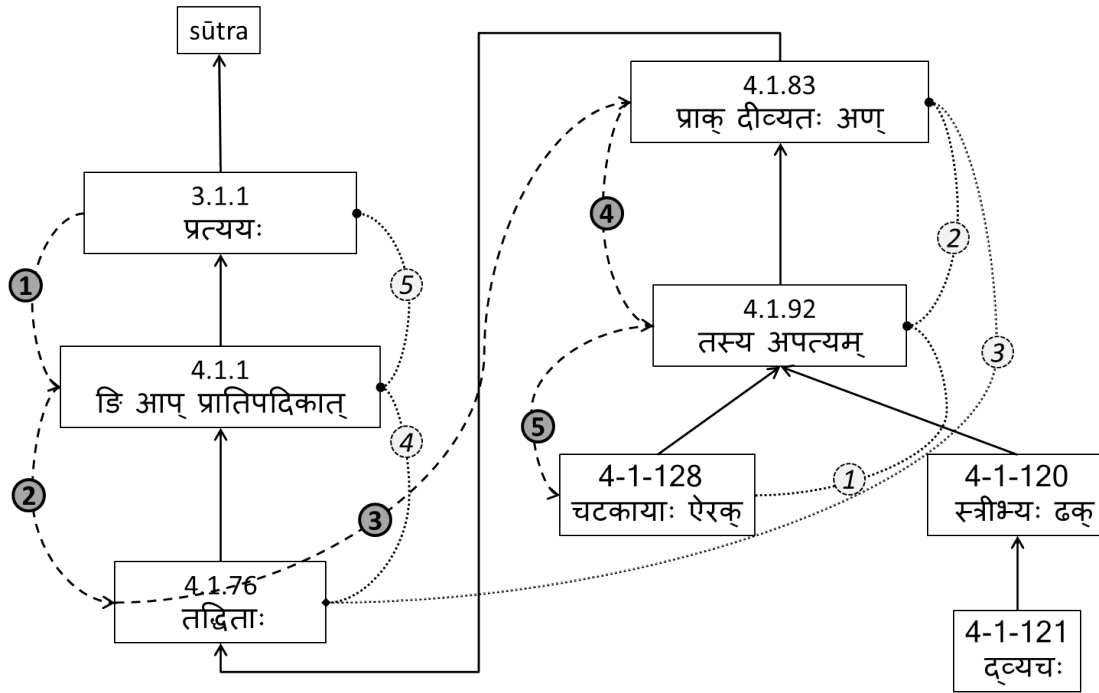 sūtra
3.1.1
प्रत्ययः
4.1.1
ङि आप् प्रातिपदिकात्
4.1.76
तद्धिताः
4.1.83
प्राक् दीव्यतः अण्
4.1.92
तस्य अपत्यम्
4-1-128
चटकायाः ऐरक्
4-1-120
स्त्रीभ्यः ढक्
4-1-121
द्व्यचः
1
2
3
4
5
1
2
3
4
5